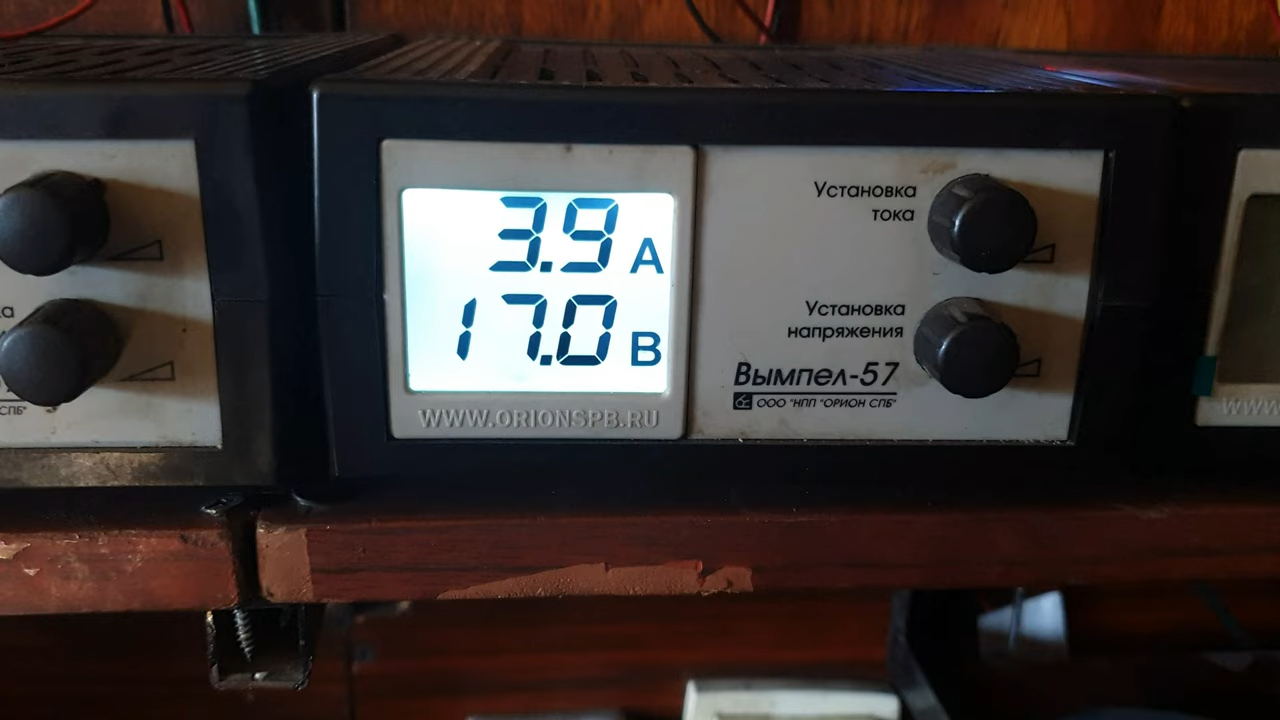 3.9 А
17.0 В
WWW.ORIONSPB.RU
Установка
тока
Установка
напряжения
Вымпел-57
ООО "НПП "ОРИОН СПБ"